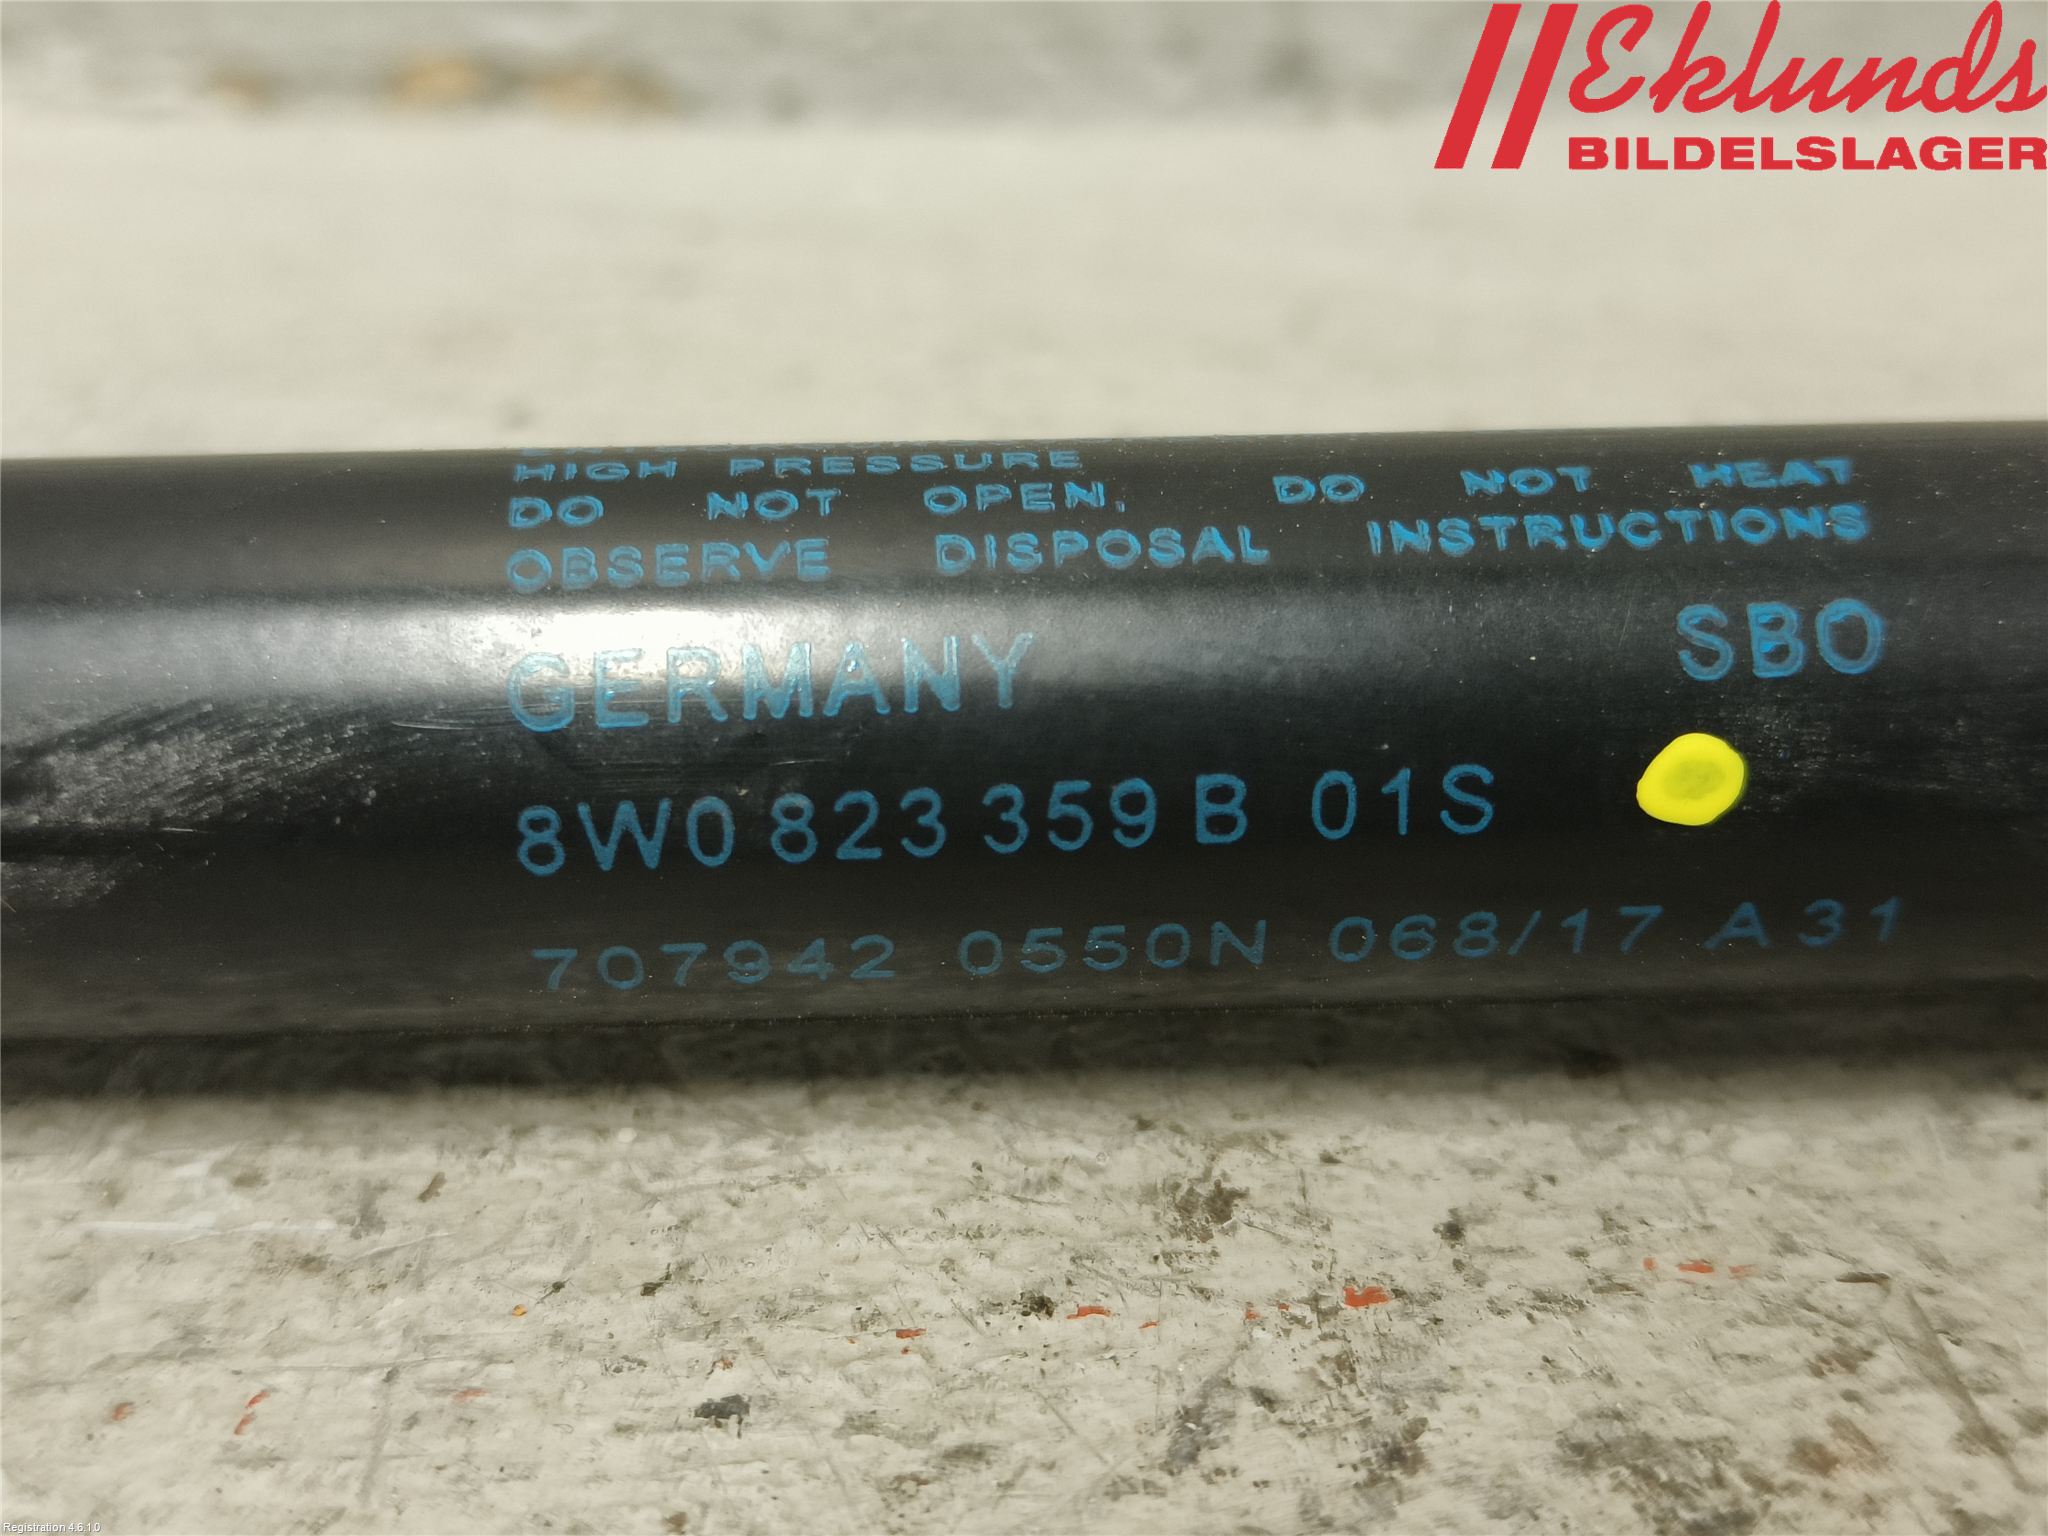 Eklunds
BILDELSLAGER
HIGH PRESSURE
DO NOT OPEN, DO NOT HEAT
OBSERVE DISPOSAL INSTRUCTIONS
GERMANY SBO
8W0 823 359 B 01S
707942 0550N 068/17 A31
Registration 4.6.1.0